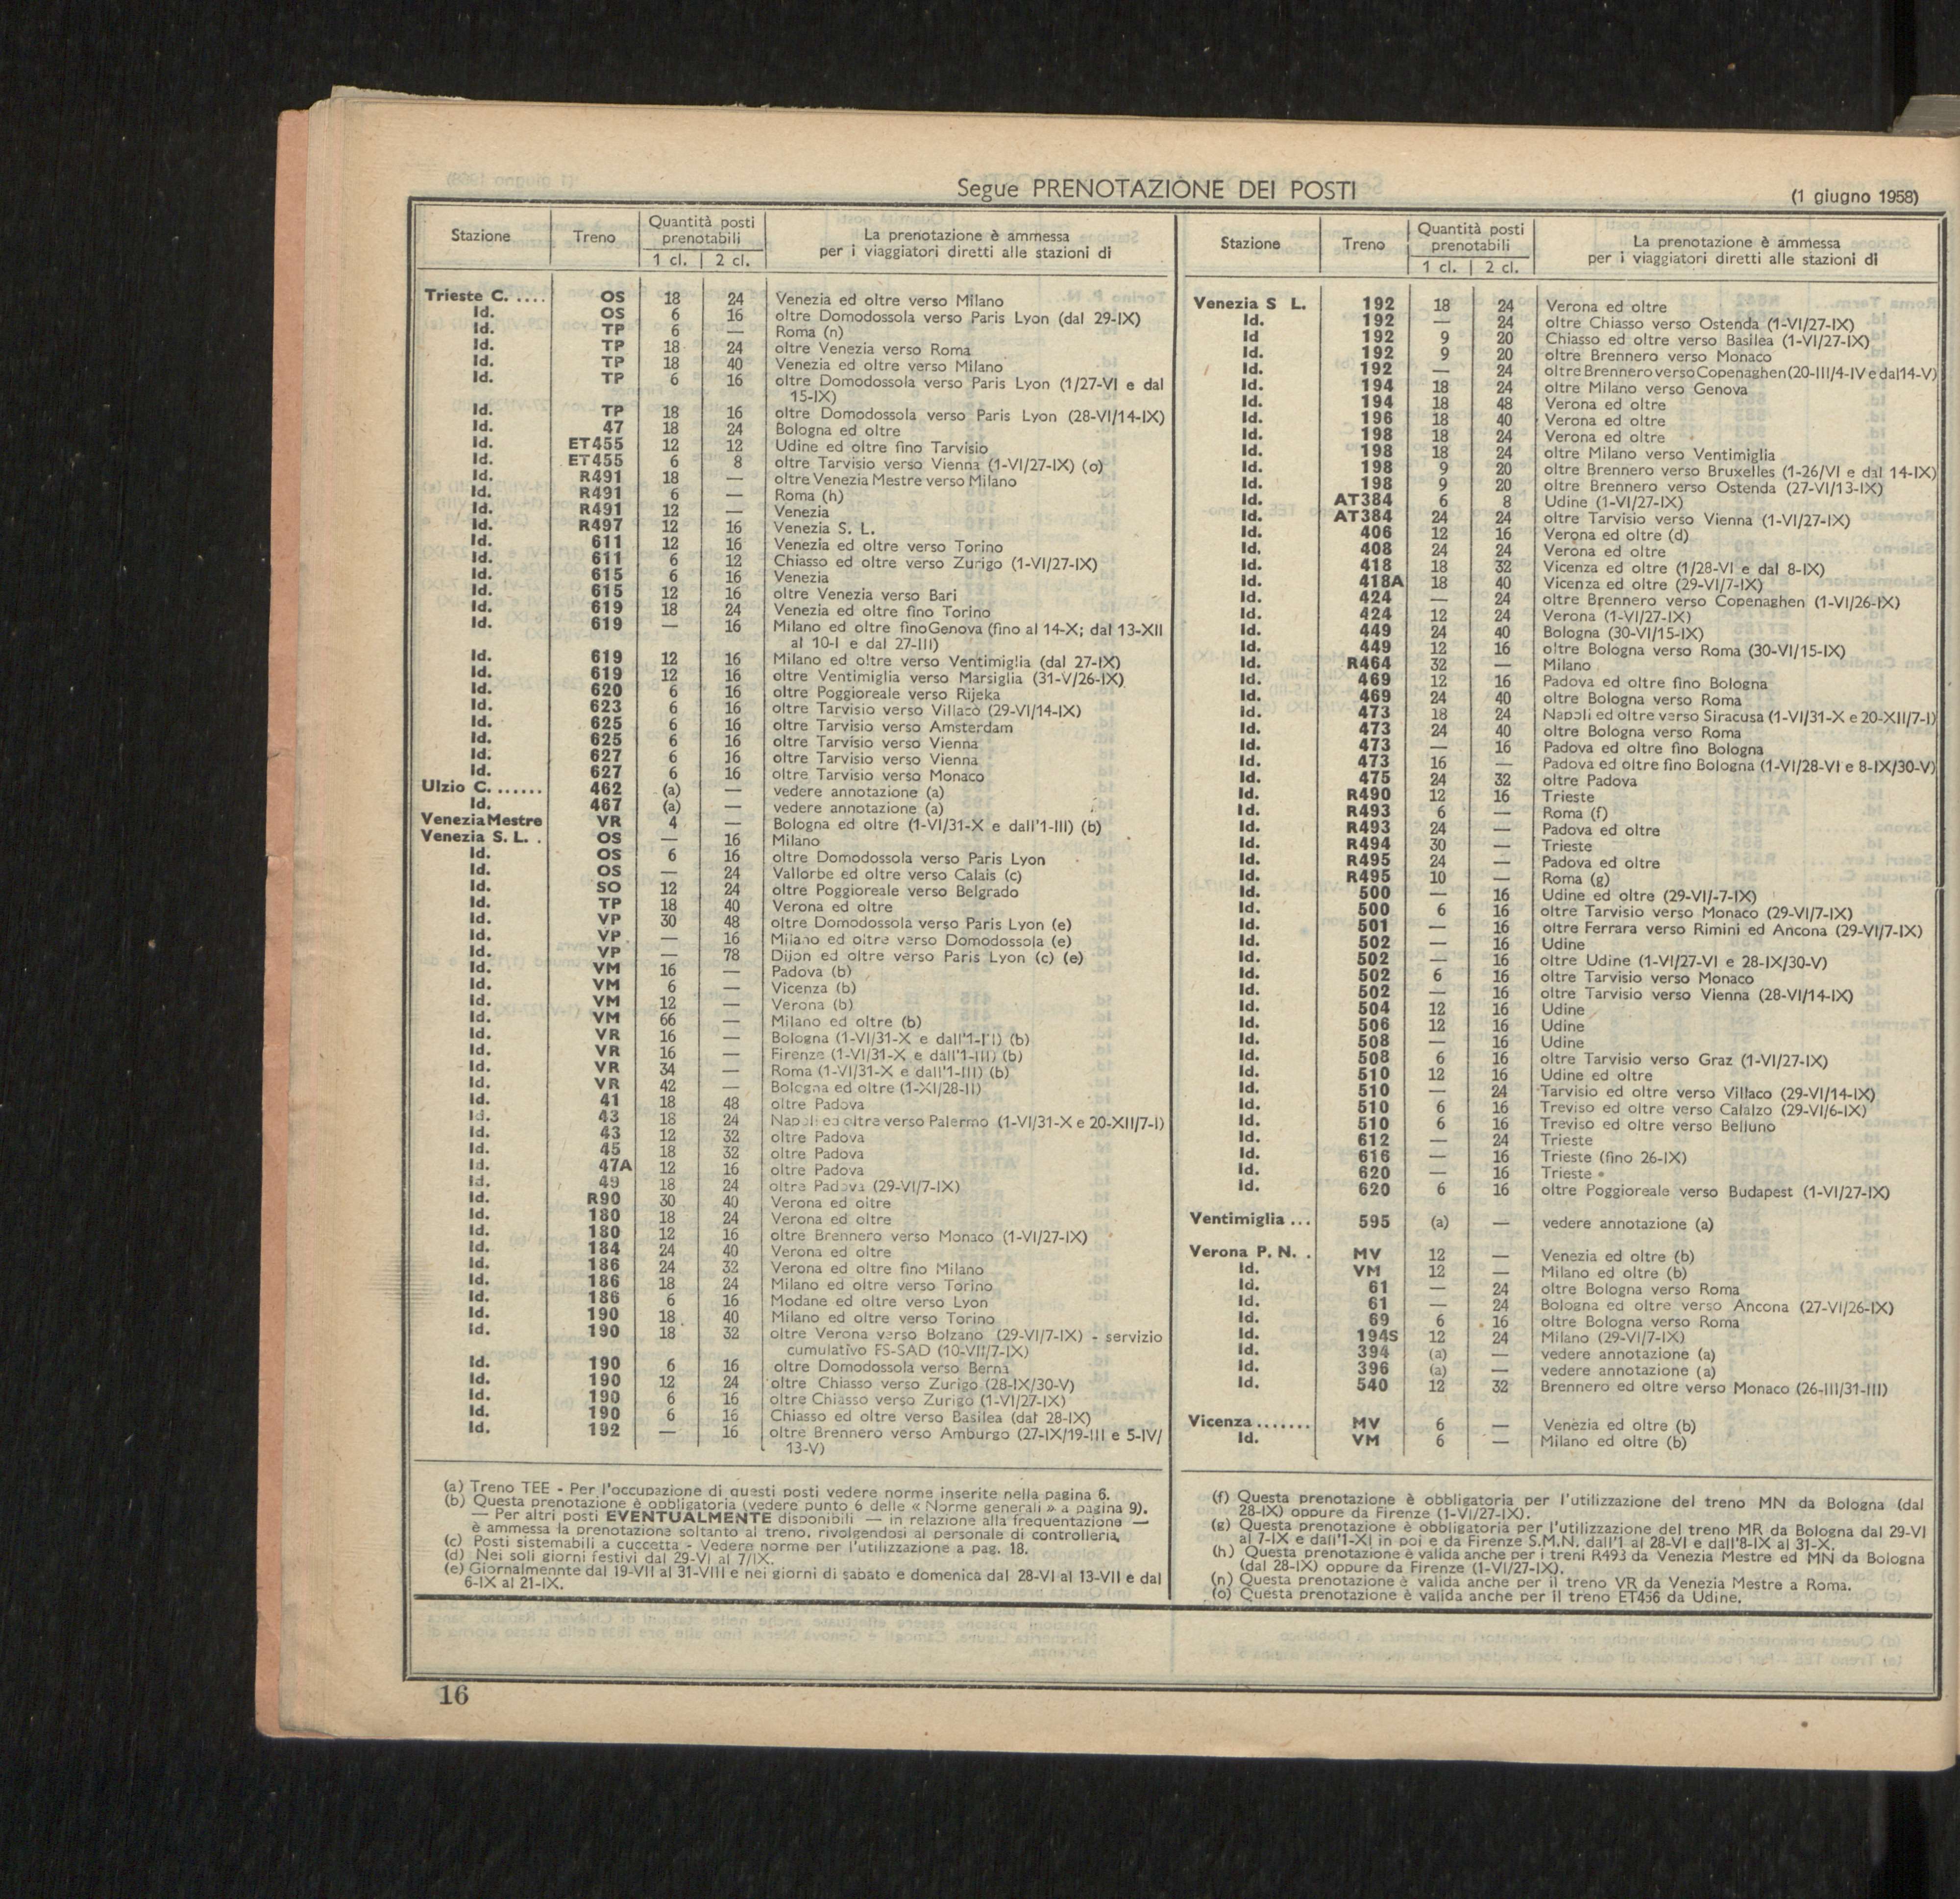 Segue PRENOTAZIONE DEI POSTI
(1 giugno 1958)
Stazione Treno Quantità posti prenotabili 1 cl. 2 cl. La prenotazione è ammessa per i viaggiatori diretti alle stazioni di
Trieste C. .... OS 18 24 Venezia ed oltre verso Milano
Id. OS 6 16 oltre Domodossola verso Paris Lyon (dal 29-IX)
Id. TP 6 — Roma (n)
Id. TP 18 24 oltre Venezia verso Roma
Id. TP 18 40 Venezia ed oltre verso Milano
Id. TP 6 16 oltre Domodossola verso Paris Lyon (1/27-VI e dal
15-IX)
Id. TP 18 16 oltre Domodossola verso Paris Lyon (28-VI/14-IX)
Id. 47 18 24 Bologna ed oltre
Id. ET455 12 12 Udine ed oltre fino Tarvisio
Id. ET455 6 8 oltre Tarvisio verso Vienna (1-VI/27-IX) (o)
Id. R491 18 — oltre Venezia Mestre verso Milano
Id. R491 6 — Roma (h)
Id. R491 12 — Venezia
Id. R497 12 16 Venezia S. L.
Id. 611 12 16 Venezia ed oltre verso Torino
Id. 611 6 12 Chiasso ed oltre verso Zurigo (1-VI/27-IX)
Id. 615 6 16 Venezia
Id. 615 12 16 oltre Venezia verso Bari
Id. 619 18 24 Venezia ed oltre fino Torino
Id. 619 — 16 Milano ed oltre finoGenova (fino al 14-X; dal 13-XII
al 10-I e dal 27-III)
Id. 619 12 16 Milano ed oltre verso Ventimiglia (dal 27-IX)
Id. 619 12 16 oltre Ventimiglia verso Marsiglia (31-V/26-IX)
Id. 620 6 16 oltre Poggioreale verso Rijeka
Id. 623 6 16 oltre Tarvisio verso Villaco (29-VI/14-IX)
Id. 625 6 16 oltre Tarvisio verso Amsterdam
Id. 625 6 16 oltre Tarvisio verso Vienna
Id. 627 6 16 oltre Tarvisio verso Vienna
Id. 627 6 16 oltre Tarvisio verso Monaco
Ulzio C. ...... 462 (a) — vedere annotazione (a)
Id. 467 (a) — vedere annotazione (a)
Venezia Mestre VR 4 — Bologna ed oltre (1-VI/31-X e dall'1-III) (b)
Venezia S. L. . OS — 16 Milano
Id. OS 6 16 oltre Domodossola verso Paris Lyon
Id. OS — 24 Vallorbe ed oltre verso Calais (c)
Id. SO 12 24 oltre Poggioreale verso Belgrado
Id. TP 18 40 Verona ed oltre
Id. VP 30 48 oltre Domodossola verso Paris Lyon (e)
Id. VP — 16 Milano ed oltre verso Domodossola (e)
Id. VP — 78 Dijon ed oltre verso Paris Lyon (c) (e)
Id. VM 16 — Padova (b)
Id. VM 6 — Vicenza (b)
Id. VM 12 — Verona (b)
Id. VM 66 — Milano ed oltre (b)
Id. VR 16 — Bologna (1-VI/31-X e dall'1-III) (b)
Id. VR 16 — Firenze (1-VI/31-X e dall'1-III) (b)
Id. VR 34 — Roma (1-VI/31-X e dall'1-III) (b)
Id. VR 42 — Bologna ed oltre (1-XI/28-II)
Id. 41 18 48 oltre Padova
Id. 43 18 24 Napoli ed oltre verso Palermo (1-VI/31-X e 20-XII/7-I)
Id. 43 12 32 oltre Padova
Id. 45 18 32 oltre Padova
Id. 47A 12 16 oltre Padova
Id. 49 18 24 oltre Padova (29-VI/7-IX)
Id. R90 30 40 Verona ed oltre
Id. 180 18 24 Verona ed oltre
Id. 180 12 16 oltre Brennero verso Monaco (1-VI/27-IX)
Id. 184 24 40 Verona ed oltre
Id. 186 24 32 Verona ed oltre fino Milano
Id. 186 18 24 Milano ed oltre verso Torino
Id. 186 6 16 Modane ed oltre verso Lyon
Id. 190 18 40 Milano ed oltre verso Torino
Id. 190 18 32 oltre Verona verso Bolzano (29-VI/7-IX) - servizio
cumulativo FS-SAD (10-VII/7-IX)
Id. 190 6 16 oltre Domodossola verso Berna
Id. 190 12 24 oltre Chiasso verso Zurigo (28-IX/30-V)
Id. 190 6 16 oltre Chiasso verso Zurigo (1-VI/27-IX)
Id. 190 6 16 Chiasso ed oltre verso Basilea (dal 28-IX)
Id. 192 — 16 oltre Brennero verso Amburgo (27-IX/19-III e 5-IV/
13-V)
(a) Treno TEE - Per l'occupazione di questi posti vedere norme inserite nella pagina 6.
(b) Questa prenotazione è obbligatoria (vedere punto 6 delle « Norme generali » a pagina 9).
— Per altri posti EVENTUALMENTE disponibili — in relazione alla frequentazione —
è ammessa la prenotazione soltanto al treno, rivolgendosi al personale di controlleria.
(c) Posti sistemabili a cuccetta - Vedere norme per l'utilizzazione a pag. 18.
(d) Nei soli giorni festivi dal 29-VI al 7/IX.
(e) Giornalmennte dal 19-VII al 31-VIII e nei giorni di sabato e domenica dal 28-VI al 13-VII e dal
6-IX al 21-IX.
Stazione Treno Quantità posti prenotabili 1 cl. 2 cl. La prenotazione è ammessa per i viaggiatori diretti alle stazioni di
Venezia S L. 192 18 24 Verona ed oltre
Id. 192 — 24 oltre Chiasso verso Ostenda (1-VI/27-IX)
Id 192 9 20 Chiasso ed oltre verso Basilea (1-VI/27-IX)
Id. 192 9 20 oltre Brennero verso Monaco
Id. 192 — 24 oltre Brennero verso Copenaghen (20-III/4-IV e dal 14-V)
Id. 194 18 24 oltre Milano verso Genova
Id. 194 18 48 Verona ed oltre
Id. 196 18 40 Verona ed oltre
Id. 198 18 24 Verona ed oltre
Id. 198 18 24 oltre Milano verso Ventimiglia
Id. 198 9 20 oltre Brennero verso Bruxelles (1-26/VI e dal 14-IX)
Id. 198 9 20 oltre Brennero verso Ostenda (27-VI/13-IX)
Id. AT384 6 8 Udine (1-VI/27-IX)
Id. AT384 24 24 oltre Tarvisio verso Vienna (1-VI/27-IX)
Id. 406 12 16 Verona ed oltre (d)
Id. 408 24 24 Verona ed oltre
Id. 418 18 32 Vicenza ed oltre (1/28-VI e dal 8-IX)
Id. 418A 18 40 Vicenza ed oltre (29-VI/7-IX)
Id. 424 — 24 oltre Brennero verso Copenaghen (1-VI/26-IX)
Id. 424 12 24 Verona (1-VI/27-IX)
Id. 449 24 40 Bologna (30-VI/15-IX)
Id. 449 12 16 oltre Bologna verso Roma (30-VI/15-IX)
Id. R464 32 — Milano
Id. 469 12 16 Padova ed oltre fino Bologna
Id. 469 24 40 oltre Bologna verso Roma
Id. 473 18 24 Napoli ed oltre verso Siracusa (1-VI/31-X e 20-XII/7-I)
Id. 473 24 40 oltre Bologna verso Roma
Id. 473 — 16 Padova ed oltre fino Bologna
Id. 473 16 — Padova ed oltre fino Bologna (1-VI/28-VI e 8-IX/30-V)
Id. 475 24 32 oltre Padova
Id. R490 12 16 Trieste
Id. R493 6 — Roma (f)
Id. R493 24 — Padova ed oltre
Id. R494 30 — Trieste
Id. R495 24 — Padova ed oltre
Id. R495 10 — Roma (g)
Id. 500 — 16 Udine ed oltre (29-VI/-7-IX)
Id. 500 6 16 oltre Tarvisio verso Monaco (29-VI/7-IX)
Id. 501 — 16 oltre Ferrara verso Rimini ed Ancona (29-VI/7-IX)
Id. 502 — 16 Udine
Id. 502 — 16 oltre Udine (1-VI/27-VI e 28-IX/30-V)
Id. 502 6 16 oltre Tarvisio verso Monaco
Id. 502 — 16 oltre Tarvisio verso Vienna (28-VI/14-IX)
Id. 504 12 16 Udine
Id. 506 12 16 Udine
Id. 508 — 16 Udine
Id. 508 6 16 oltre Tarvisio verso Graz (1-VI/27-IX)
Id. 510 12 16 Udine ed oltre
Id. 510 — 24 Tarvisio ed oltre verso Villaco (29-VI/14-IX)
Id. 510 6 16 Treviso ed oltre verso Calalzo (29-VI/6-IX)
Id. 510 6 16 Treviso ed oltre verso Belluno
Id. 612 — 24 Trieste
Id. 616 — 16 Trieste (fino 26-IX)
Id. 620 — 16 Trieste
Id. 620 6 16 oltre Poggioreale verso Budapest (1-VI/27-IX)
Ventimiglia ... 595 (a) — vedere annotazione (a)
Verona P. N. . MV 12 — Venezia ed oltre (b)
Id. VM 12 — Milano ed oltre (b)
Id. 61 — 24 oltre Bologna verso Roma
Id. 61 — 24 Bologna ed oltre verso Ancona (27-VI/26-IX)
Id. 69 6 16 oltre Bologna verso Roma
Id. 194S 12 24 Milano (29-VI/7-IX)
Id. 394 (a) — vedere annotazione (a)
Id. 396 (a) — vedere annotazione (a)
Id. 540 12 32 Brennero ed oltre verso Monaco (26-III/31-III)
Vicenza ....... MV 6 — Venezia ed oltre (b)
Id. VM 6 — Milano ed oltre (b)
(f) Questa prenotazione è obbligatoria per l'utilizzazione del treno MN da Bologna (dal
28-IX) oppure da Firenze (1-VI/27-IX).
(g) Questa prenotazione è obbligatoria per l'utilizzazione del treno MR da Bologna dal 29-VI
al 7-IX e dall'1-XI in poi e da Firenze S.M.N. dall'1 al 28-VI e dall'8-IX al 31-X.
(h) Questa prenotazione è valida anche per i treni R493 da Venezia Mestre ed MN da Bologna
(dal 28-IX) oppure da Firenze (1-VI/27-IX).
(n) Questa prenotazione è valida anche per il treno VR da Venezia Mestre a Roma.
(o) Questa prenotazione è valida anche per il treno ET456 da Udine.
16